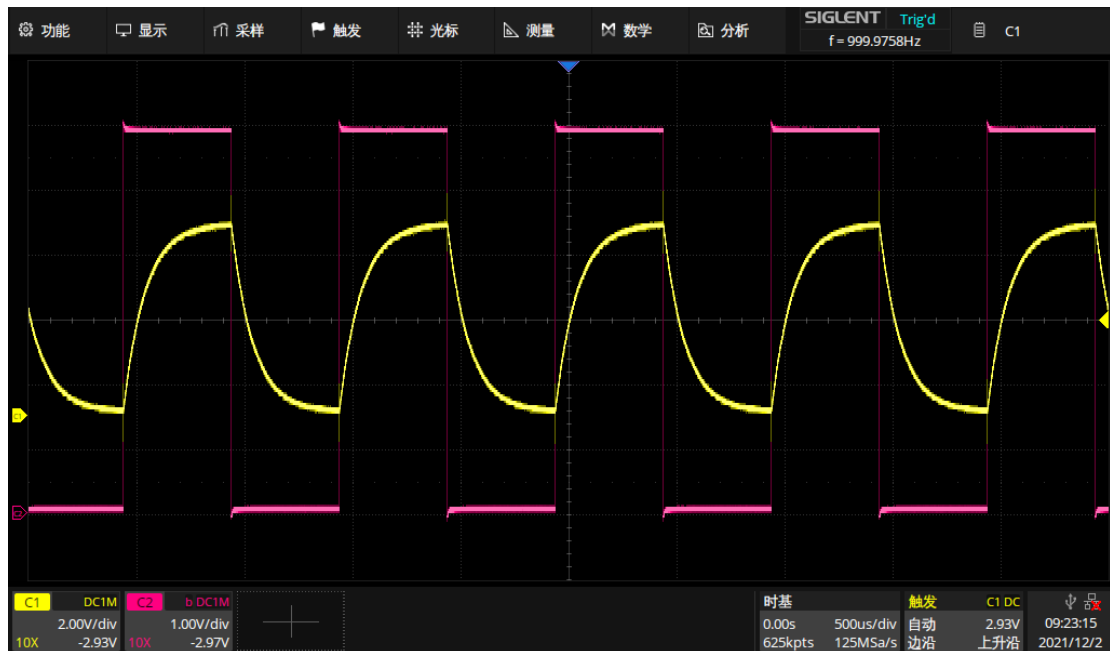 功能 显示 采样 触发 光标 测量 数学 分析 SIGLENT Trig'd C1
f = 999.9758Hz
C1
C2
C1 DC1M C2 b DC1M 时基 触发 C1 DC
2.00V/div 1.00V/div 0.00s 500us/div 自动 2.93V 09:23:15
10X -2.93V 10X -2.97V 625kpts 125MSa/s 边沿 上升沿 2021/12/2